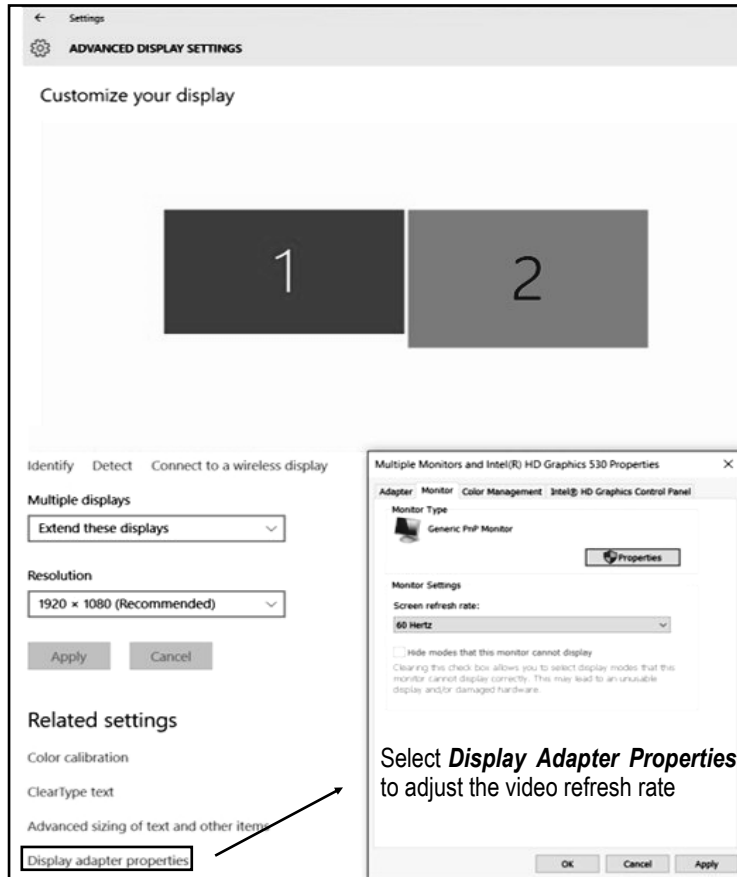 ← Settings
ADVANCED DISPLAY SETTINGS
Customize your display
1
2
Identify Detect Connect to a wireless display
Multiple displays
Extend these displays
Resolution
1920 × 1080 (Recommended)
Apply Cancel
Related settings
Color calibration
ClearType text
Advanced sizing of text and other items
Display adapter properties
Multiple Monitors and Intel(R) HD Graphics 530 Properties
Adapter Monitor Color Management Intel® HD Graphics Control Panel
Monitor Type
Generic PnP Monitor
Properties
Monitor Settings
Screen refresh rate:
60 Hertz
Hide modes that this monitor cannot display
Clearing this check box allows you to select display modes that this
monitor cannot display correctly. This may lead to an unusable
display and/or damaged hardware.
Select Display Adapter Properties
to adjust the video refresh rate
OK Cancel Apply